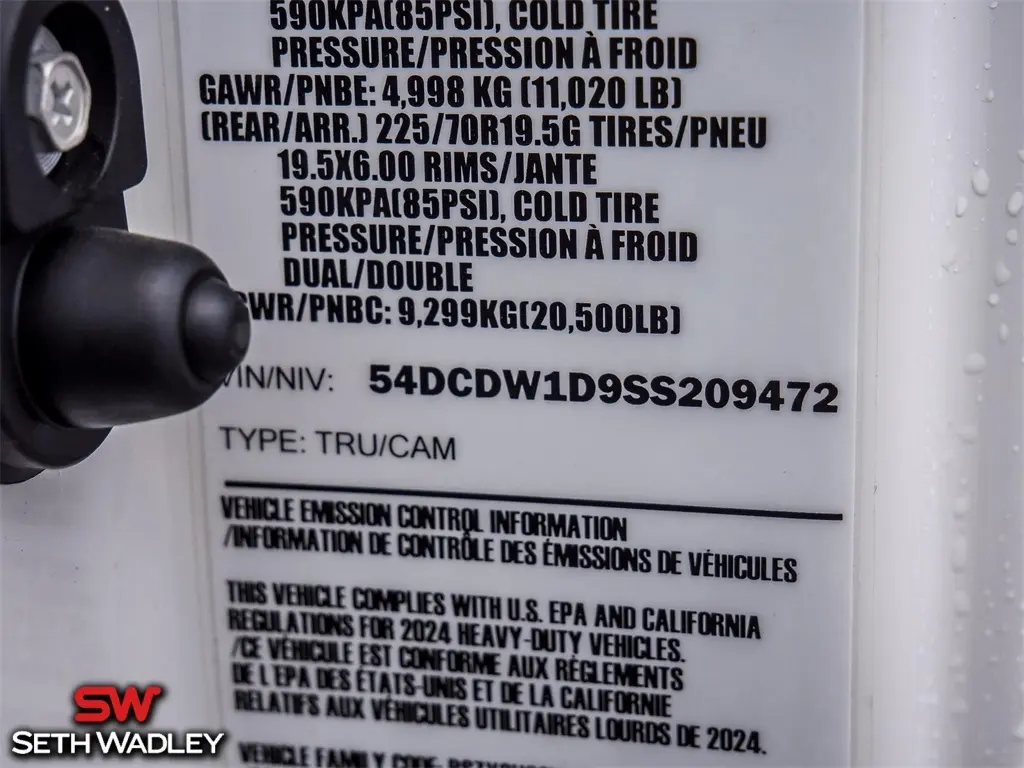 590KPA(85PSI), COLD TIRE
PRESSURE/PRESSION À FROID
GAWR/PNBE: 4,998 KG (11,020 LB)
(REAR/ARR.) 225/70R19.5G TIRES/PNEU
19.5X6.00 RIMS/JANTE
590KPA(85PSI), COLD TIRE
PRESSURE/PRESSION À FROID
DUAL/DOUBLE
WR/PNBC: 9,299KG(20,500LB)
VIN/NIV: 54DCDW1D9SS209472
TYPE: TRU/CAM
VEHICLE EMISSION CONTROL INFORMATION
/INFORMATION DE CONTRÔLE DES ÉMISSIONS DE VÉHICULES
THIS VEHICLE COMPLIES WITH U.S. EPA AND CALIFORNIA
REGULATIONS FOR 2024 HEAVY-DUTY VEHICLES.
/CE VÉHICULE EST CONFORME AUX RÉGLEMENTS
DE L EPA DES ÉTATS-UNIS ET DE LA CALIFORNIE
RELATIFS AUX VÉHICULES UTILITAIRES LOURDS DE 2024.
VEHICLE FAMILY CODE:
SW
SETH WADLEY